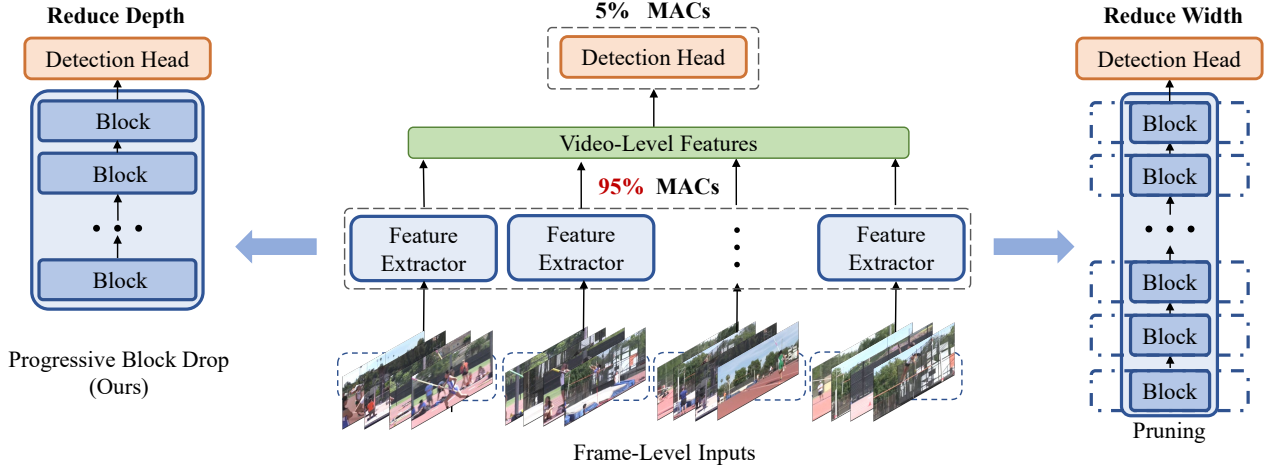 Reduce Depth
Detection Head
Block
Block
Block
Progressive Block Drop
(Ours)
5% MACs
Detection Head
Video-Level Features
95% MACs
Feature
Extractor
Feature
Extractor
Feature
Extractor
Frame-Level Inputs
Reduce Width
Detection Head
Block
Block
Block
Block
Block
Pruning